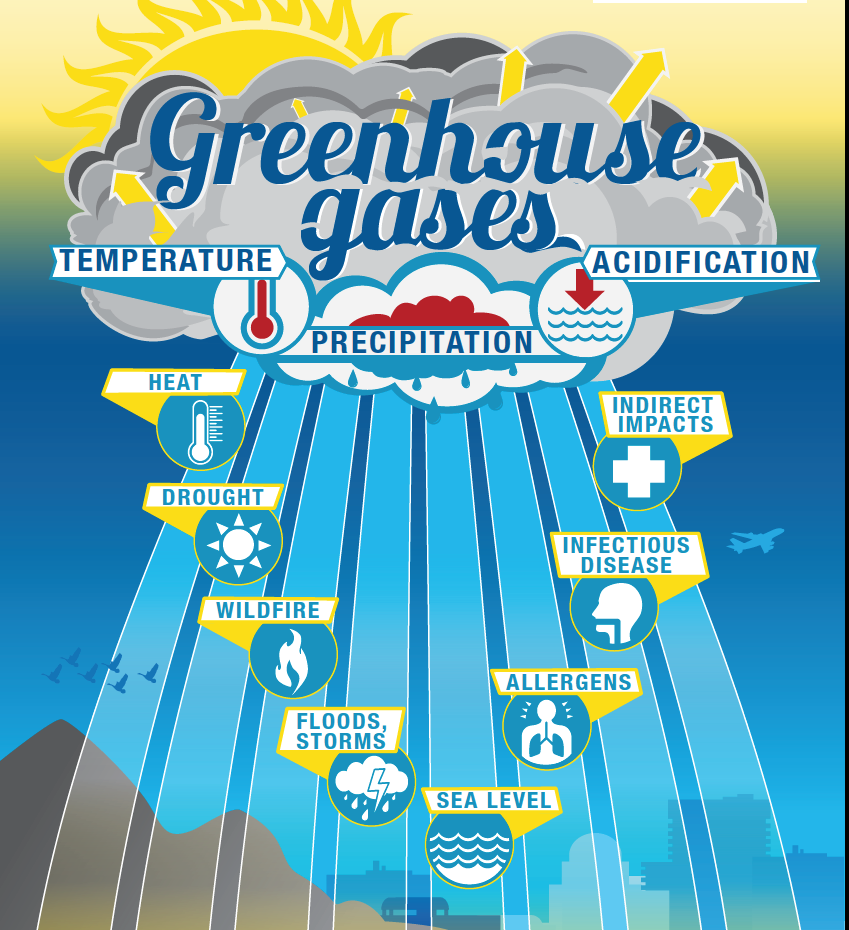 Greenhouse
gases
TEMPERATURE
ACIDIFICATION
PRECIPITATION
HEAT
INDIRECT
IMPACTS
DROUGHT
INFECTIOUS
DISEASE
WILDFIRE
ALLERGENS
FLOODS,
STORMS
SEA LEVEL